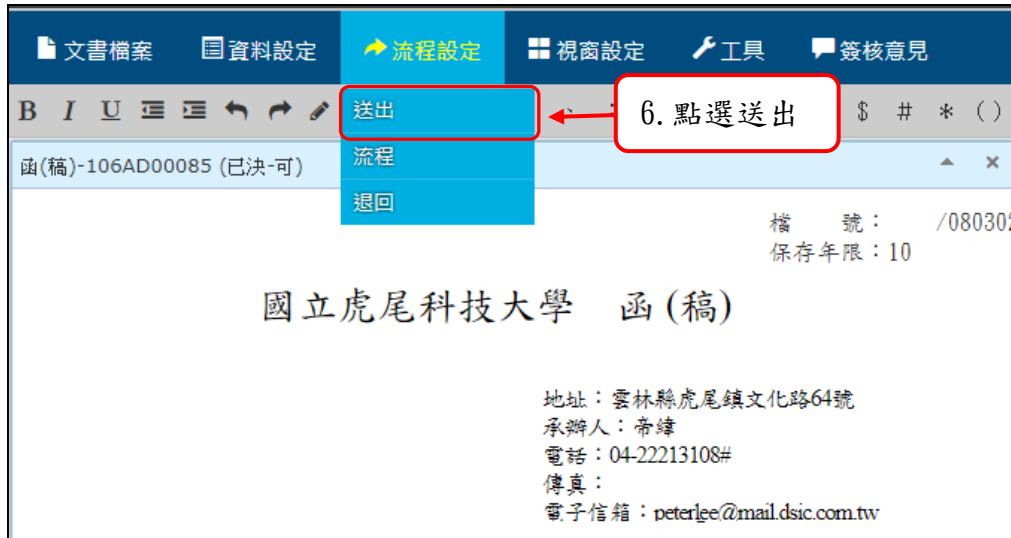 文書檔案 資料設定 流程設定 視窗設定 工具 簽核意見
B I U $ # * ()
送出
6.點選送出
函(稿)-106AD00085 (已決-可)
流程
退回
檔 號： /080302
保存年限：10
國立虎尾科技大學 函(稿)
地址：雲林縣虎尾鎮文化路64號
承辦人：帝緯
電話：04-22213108#
傳真：
電子信箱：peterlee@mail.dsic.com.tw